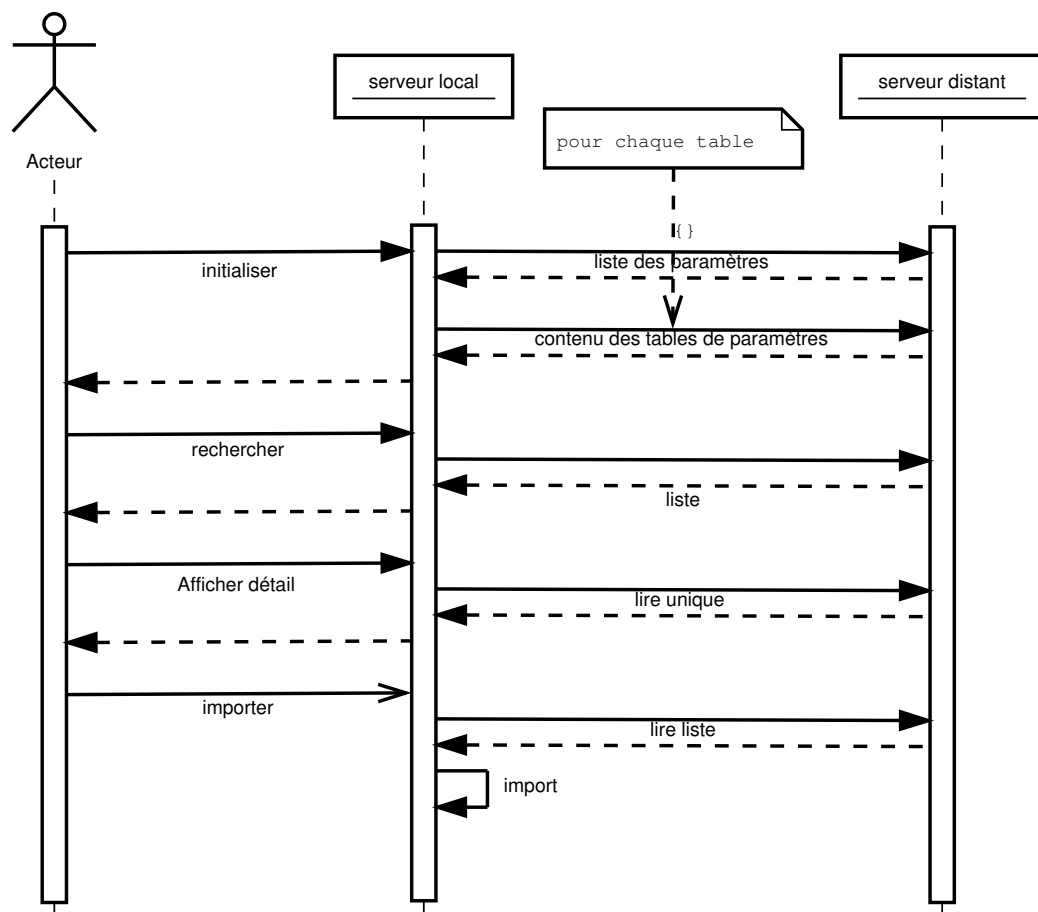 serveur local
serveur distant
pour chaque table
Acteur
{}
initialiser
liste des paramètres
contenu des tables de paramètres
rechercher
liste
Afficher détail
lire unique
importer
lire liste
import